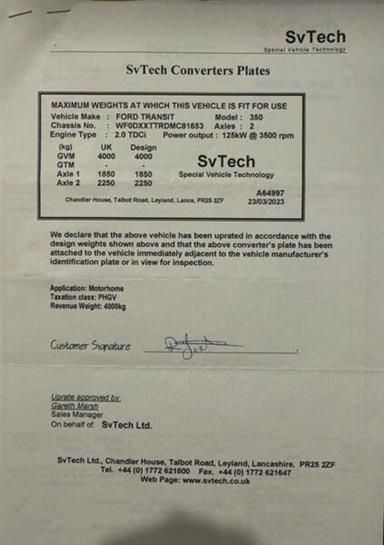 SvTech
Special Vehicle Technology
SvTech Converters Plates
MAXIMUM WEIGHTS AT WHICH THIS VEHICLE IS FIT FOR USE
Vehicle Make : FORD TRANSIT Model : 350
Chassis No. : WF0DXXTTRDMC81653 Axles : 2
Engine Type : 2.0 TDCi Power output : 125kW @ 3500 rpm
(kg) UK Design
GVM 4000 4000
GTM - -
SvTech
Axle 1 1850 1850 Special Vehicle Technology
Axle 2 2250 2250
A64997
Chandler House, Talbot Road, Leyland, Lancs, PR25 2ZF 23/03/2023
We declare that the above vehicle has been uprated in accordance with the
design weights shown above and that the above converter's plate has been
attached to the vehicle immediately adjacent to the vehicle manufacturer's
identification plate or in view for inspection.
Application: Motorhome
Taxation class: PHGV
Revenue Weight: 4000kg
Customer Signature
Uprate approved by:
Gareth Marsh
Sales Manager
On behalf of: SvTech Ltd.
SvTech Ltd., Chandler House, Talbot Road, Leyland, Lancashire. PR25 2ZF
Tel. +44 (0) 1772 621800 Fax. +44 (0) 1772 621647
Web Page: www.svtech.co.uk